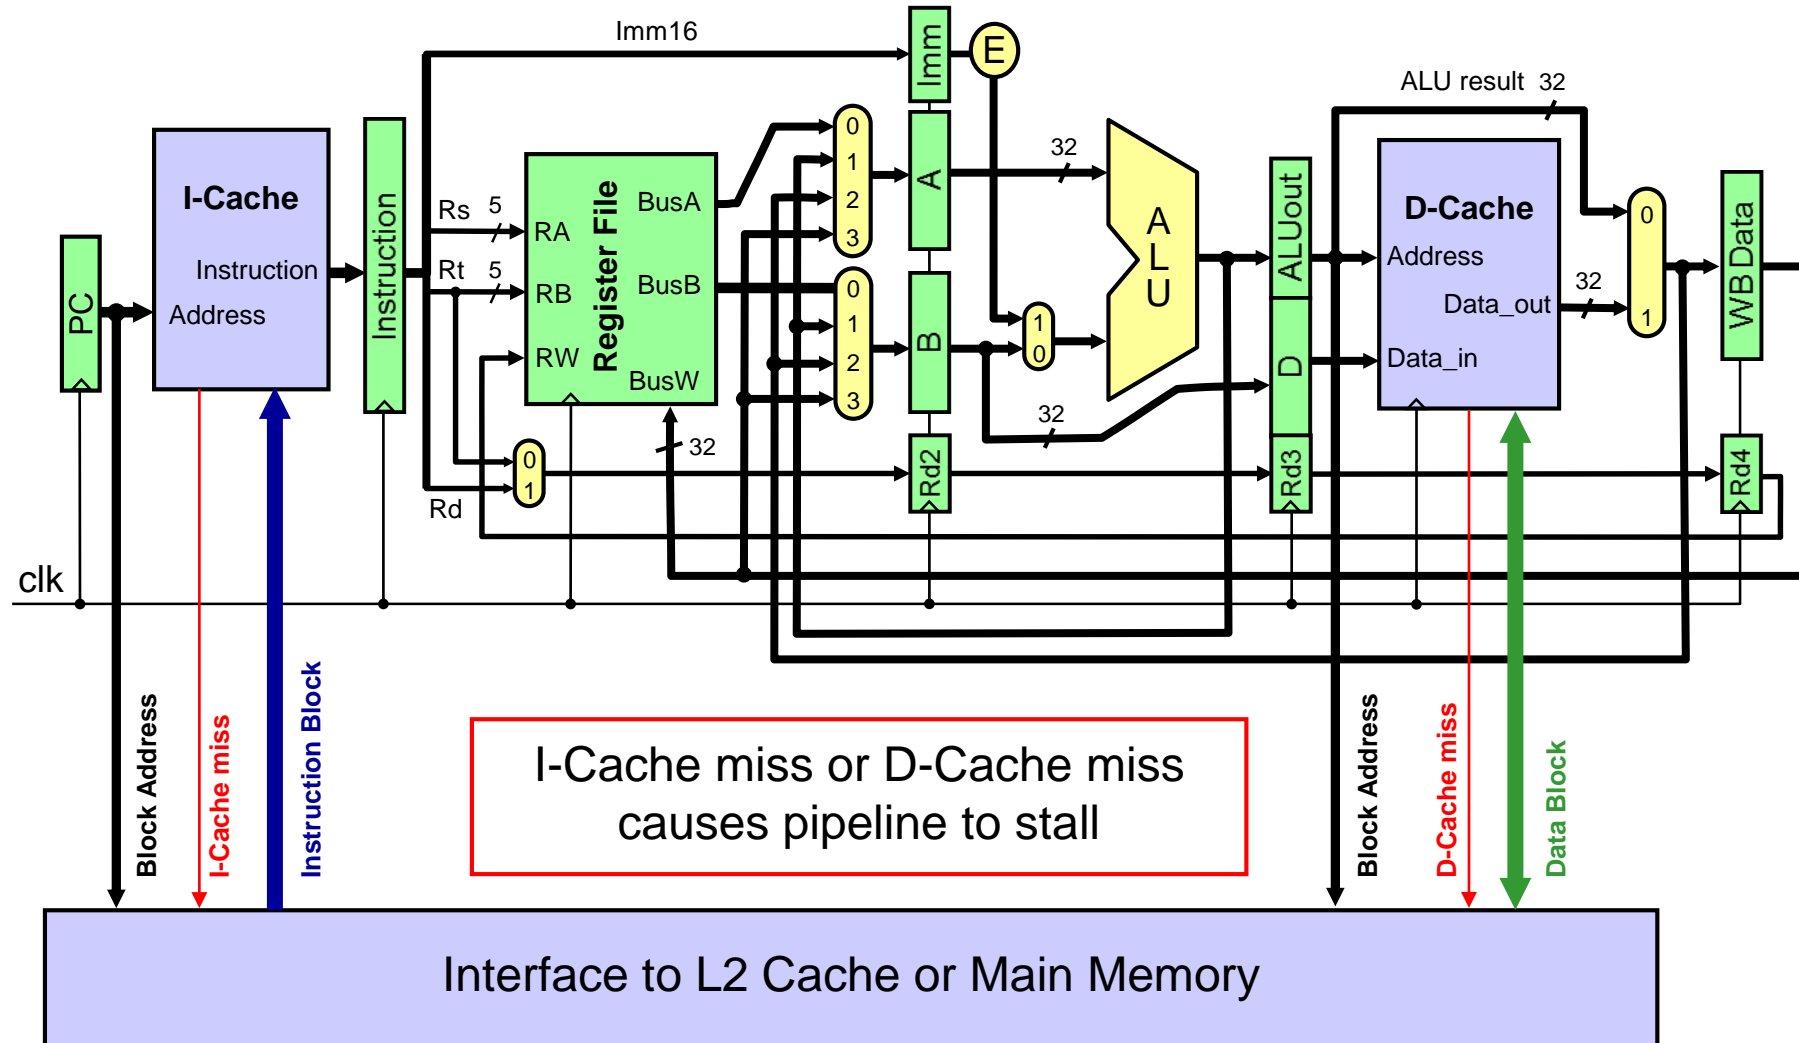 Imm16
Imm
E
ALU result 32
I-Cache
Instruction
Address
PC
Instruction
Rs 5
Rt 5
Rd
RA
RB
RW
Register File
BusA
BusB
BusW
32
0
1
2
3
0
1
2
3
0
1
A
B
Rd2
32
32
1
0
A
L
U
ALUout
D
Rd3
D-Cache
Address
Data_out
Data_in
32
0
1
WB Data
Rd4
clk
Block Address
I-Cache miss
Instruction Block
I-Cache miss or D-Cache miss
causes pipeline to stall
Block Address
D-Cache miss
Data Block
Interface to L2 Cache or Main Memory